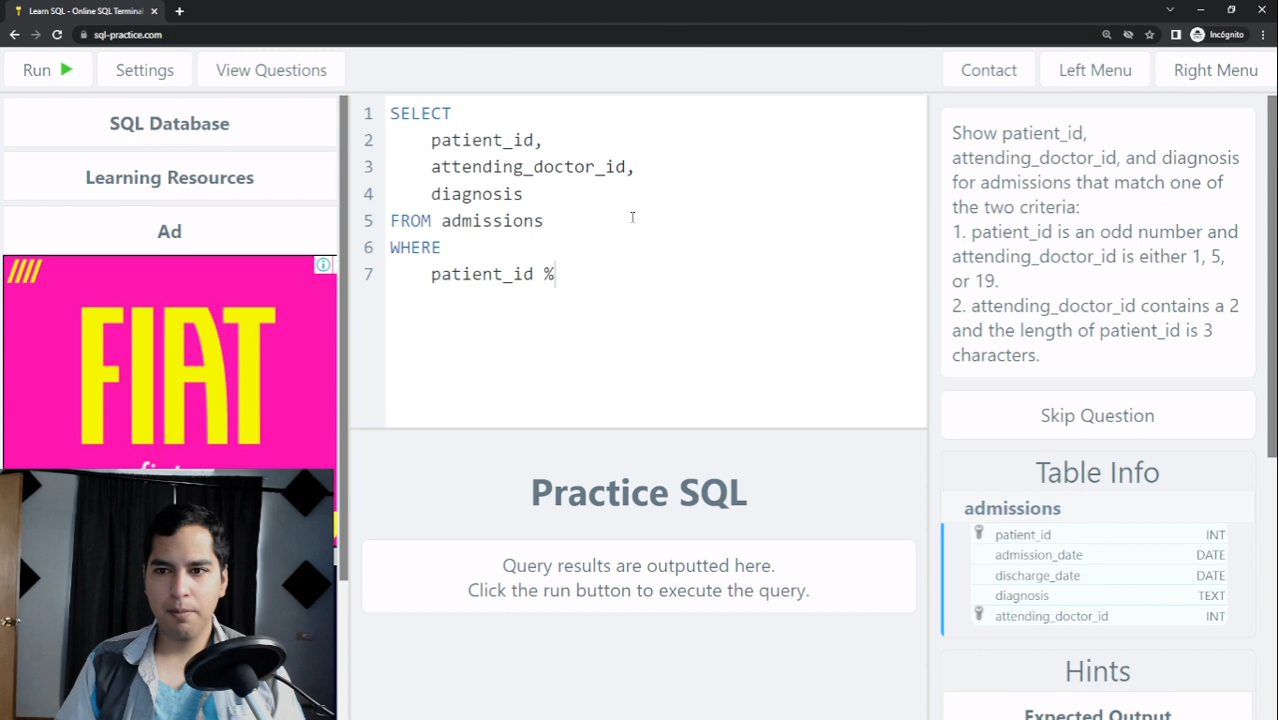 Learn SQL - Online SQL Terminal
sql-practice.com
Incógnito
Run
Settings
View Questions
Contact
Left Menu
Right Menu
SQL Database
Learning Resources
Ad
FIAT
1 SELECT
2 patient_id,
3 attending_doctor_id,
4 diagnosis
5 FROM admissions
6 WHERE
7 patient_id %
Practice SQL
Query results are outputted here.
Click the run button to execute the query.
Show patient_id,
attending_doctor_id, and diagnosis
for admissions that match one of
the two criteria:
1. patient_id is an odd number and
attending_doctor_id is either 1, 5,
or 19.
2. attending_doctor_id contains a 2
and the length of patient_id is 3
characters.
Skip Question
Table Info
admissions
patient_id INT
admission_date DATE
discharge_date DATE
diagnosis TEXT
attending_doctor_id INT
Hints
Expected Output